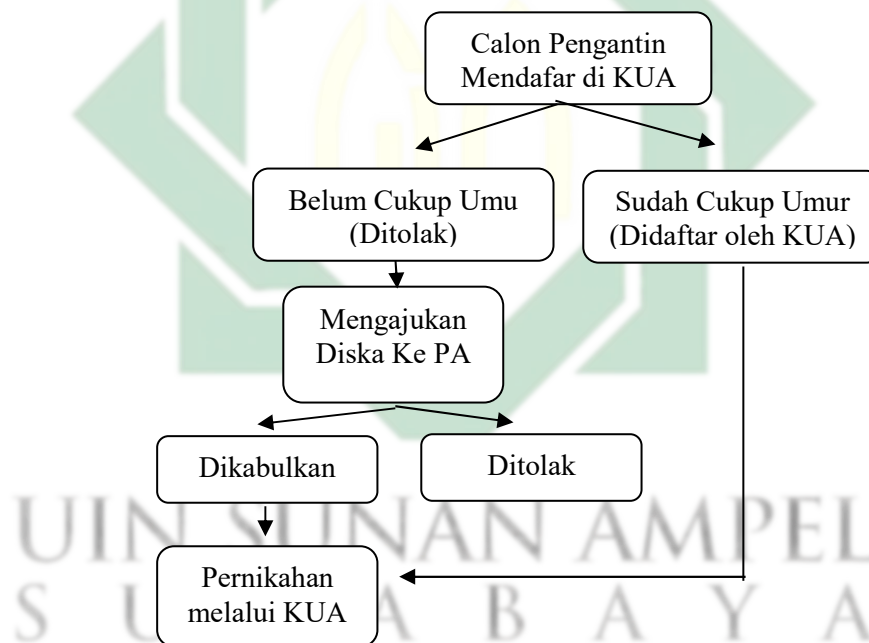 Calon Pengantin
Mendafar di KUA
Belum Cukup Umu
(Ditolak)
Sudah Cukup Umur
(Didaftar oleh KUA)
Mengajukan
Diska Ke PA
Dikabulkan
Ditolak
Pernikahan
melalui KUA
UIN SUNAN AMPEL
S U A B A Y A